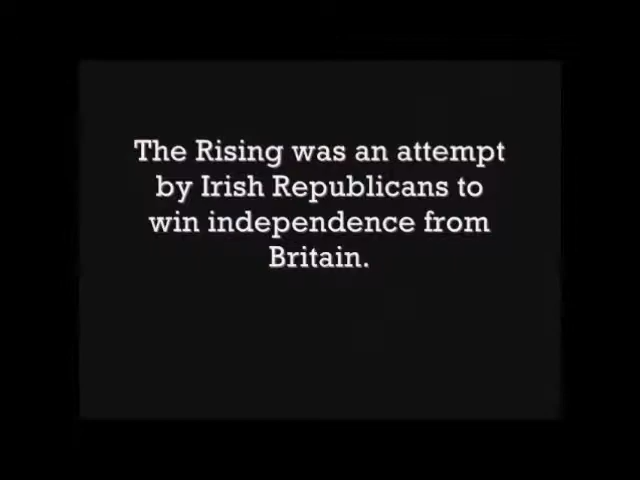 The Rising was an attempt
by Irish Republicans to
win independence from
Britain.